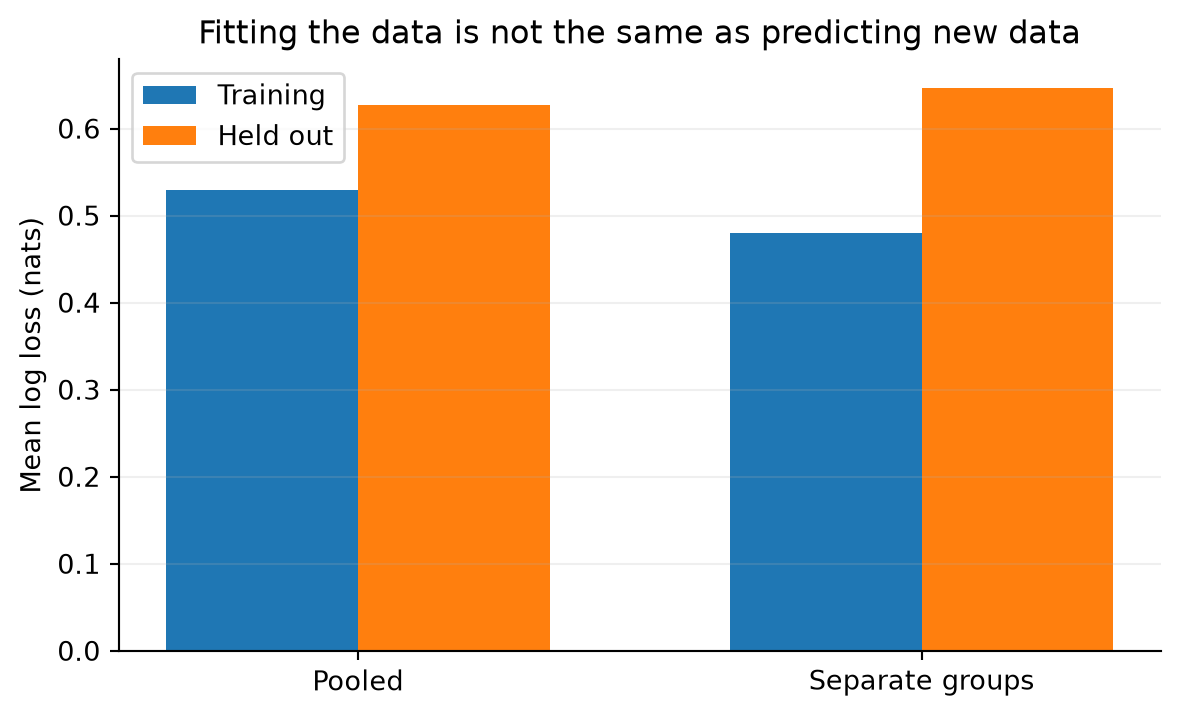 Fitting the data is not the same as predicting new data
Training
Held out
Mean log loss (nats)
0.6
0.5
0.4
0.3
0.2
0.1
0.0
Pooled
Separate groups